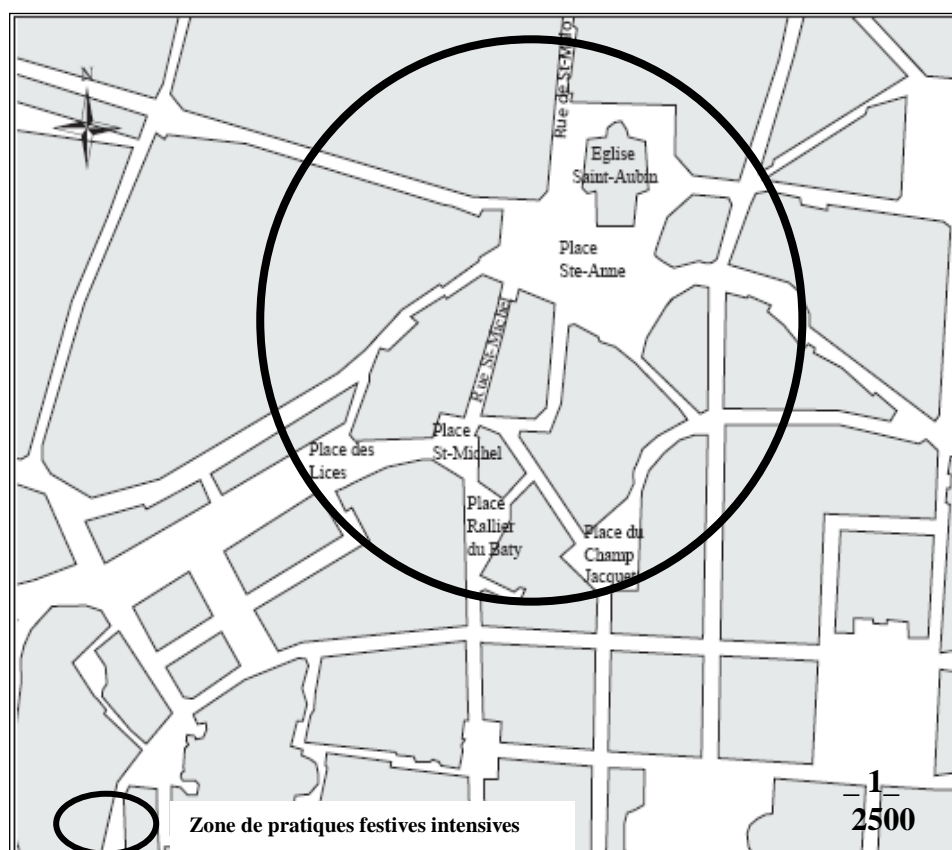 N
Rue de St-Malo
Eglise
Saint-Aubin
Place
Ste-Anne
Rue St-Michel
Place
St-Michel
Place des
Lices
Place
Rallier
du Baty
Place du
Champ
Jacquet
Zone de pratiques festives intensives
_ 1_
2500